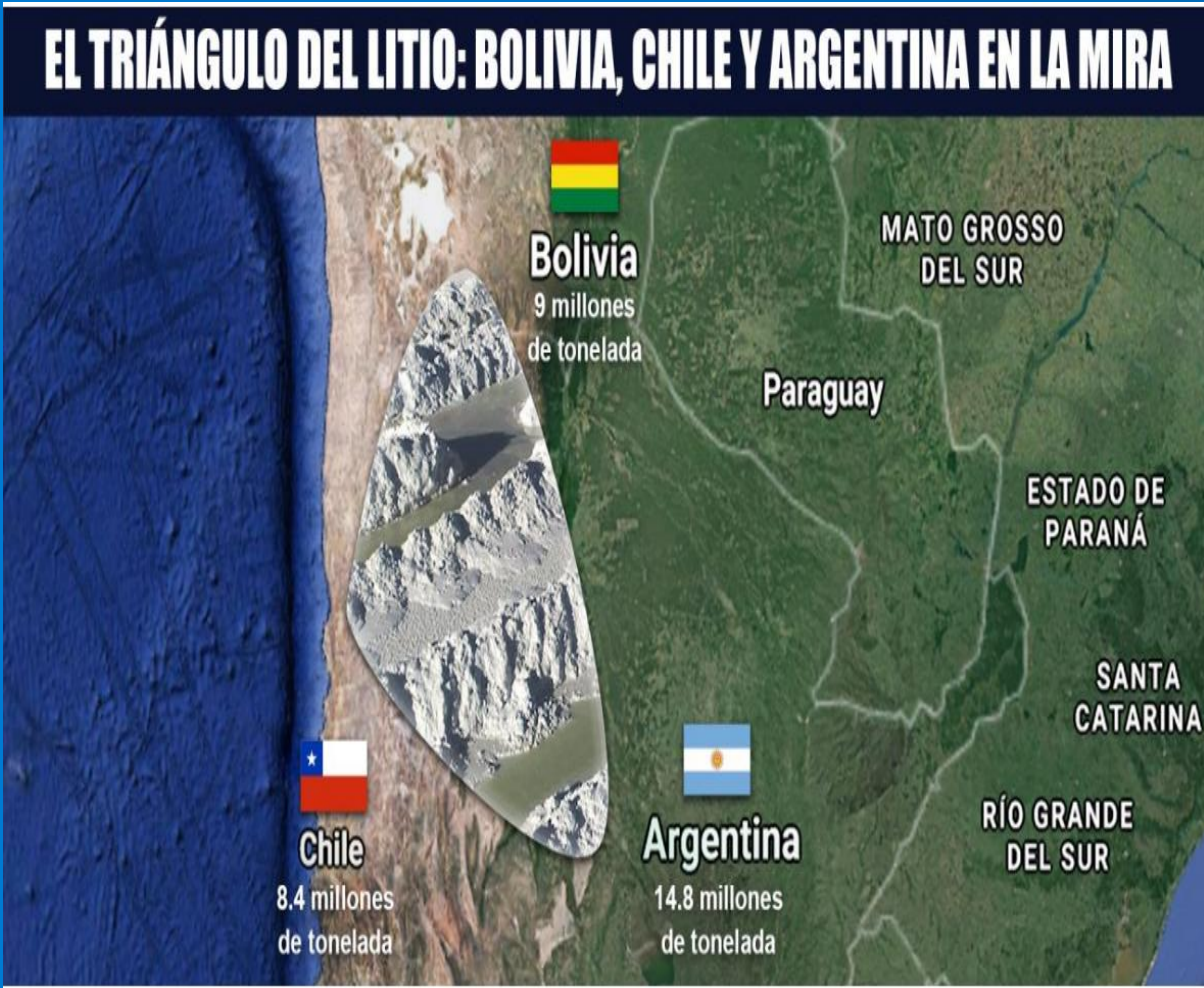 EL TRIÁNGULO DEL LITIO: BOLIVIA, CHILE Y ARGENTINA EN LA MIRA
Bolivia
9 millones
de tonelada
MATO GROSSO
DEL SUR
Paraguay
ESTADO DE
PARANÁ
SANTA
CATARINA
RÍO GRANDE
DEL SUR
Chile
8.4 millones
de tonelada
Argentina
14.8 millones
de tonelada